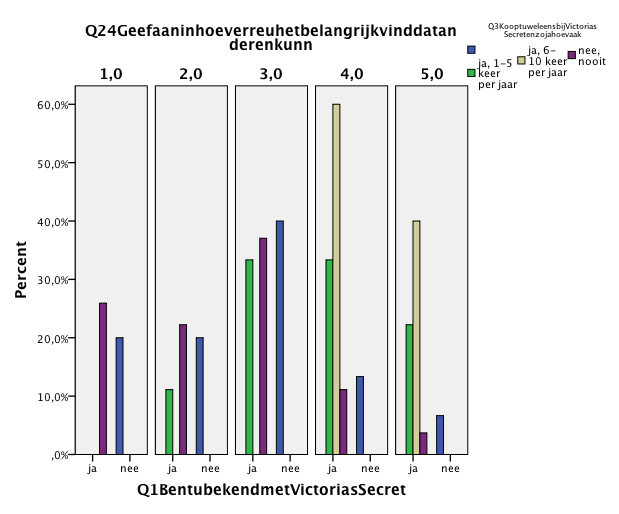 Q24Geefaaninhoeverreuhetbelangrijkvinddatan
derenkunn
Q3KooptuweleensbijVictorias
Secretenzojahoevaak
ja, 1-5
keer
per jaar
ja, 6-
10 keer
per jaar
nee,
nooit
1,0
2,0
3,0
4,0
5,0
60,0%
50,0%
40,0%
30,0%
20,0%
10,0%
,0%
Percent
ja
nee
ja
nee
ja
nee
ja
nee
ja
nee
Q1BentubekendmetVictoriasSecret